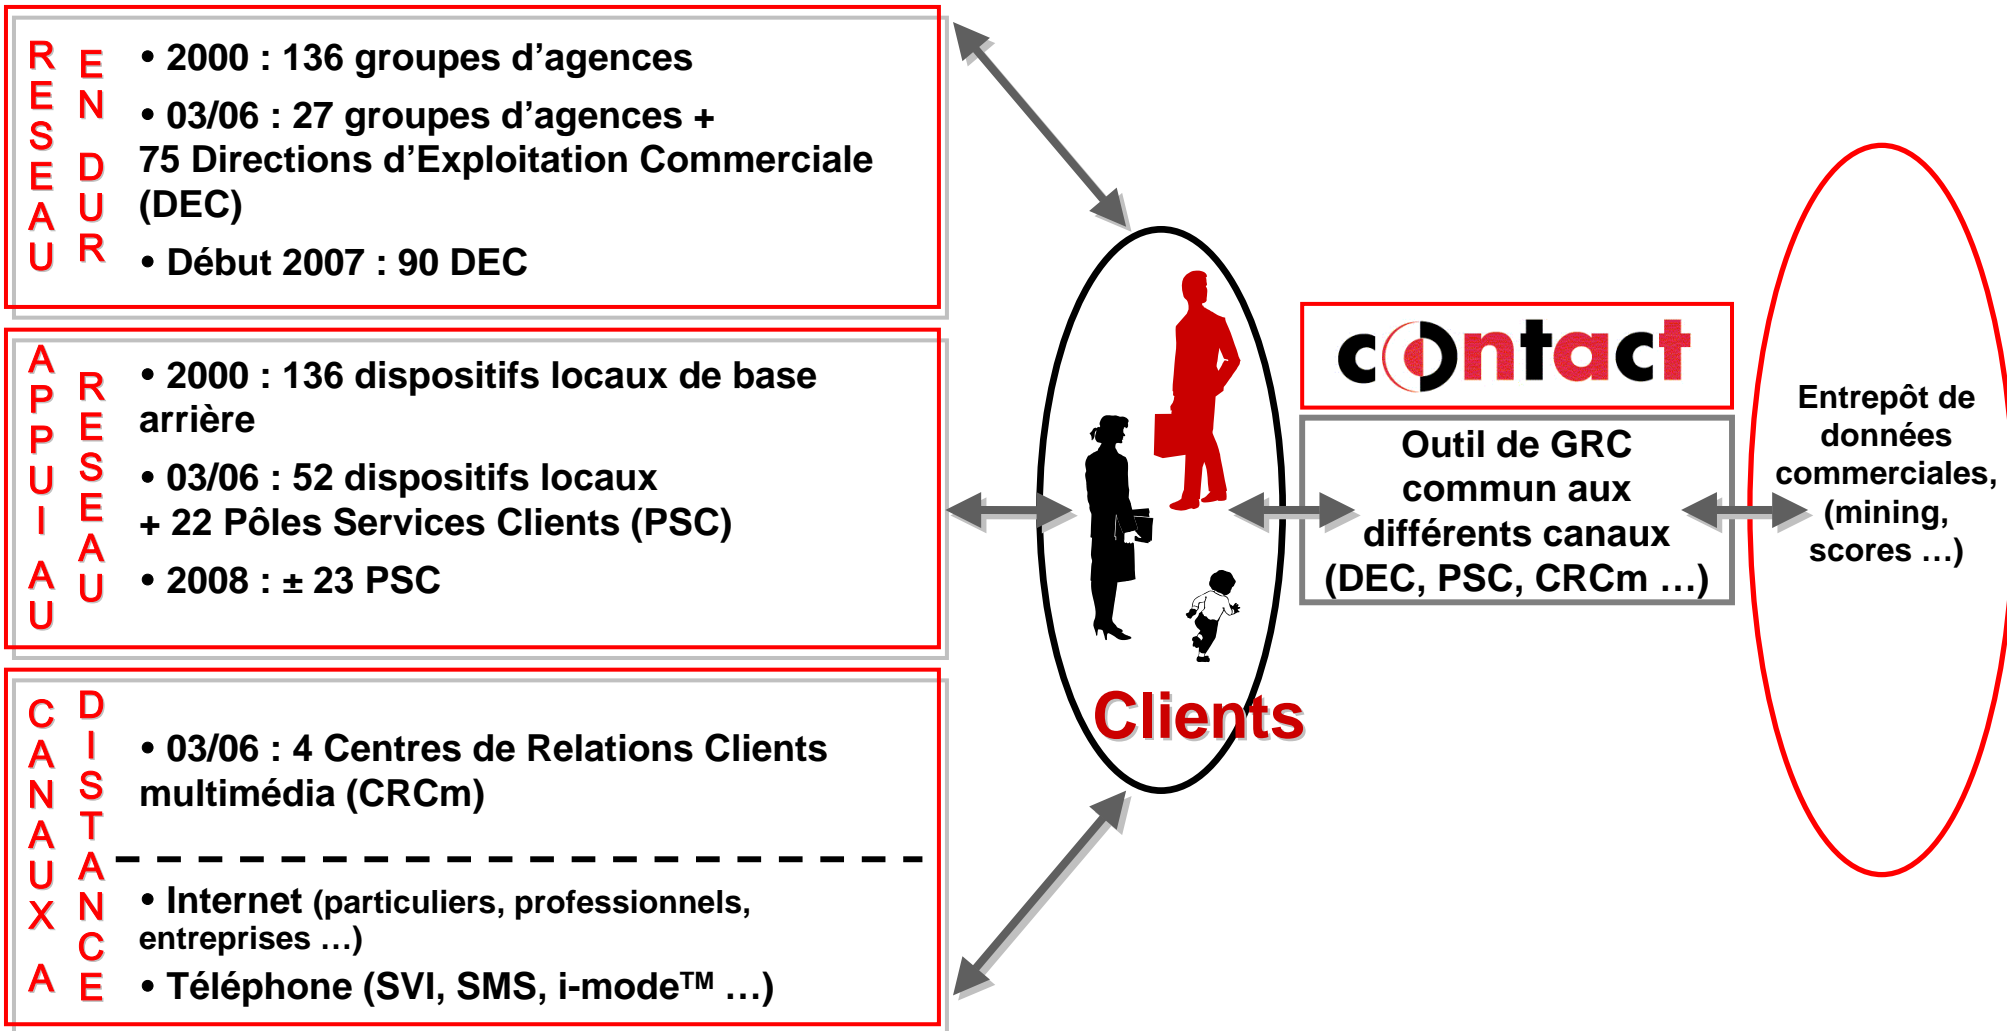 RESEAU EN DUR
• 2000 : 136 groupes d’agences
• 03/06 : 27 groupes d’agences +
75 Directions d’Exploitation Commerciale
(DEC)
• Début 2007 : 90 DEC
APPUI AU RESEAU
• 2000 : 136 dispositifs locaux de base
arrière
• 03/06 : 52 dispositifs locaux
+ 22 Pôles Services Clients (PSC)
• 2008 : ± 23 PSC
CANAUX A DISTANCE
• 03/06 : 4 Centres de Relations Clients
multimédia (CRCm)
• Internet (particuliers, professionnels,
entreprises …)
• Téléphone (SVI, SMS, i-mode™ …)
Clients
contact
Outil de GRC
commun aux
différents canaux
(DEC, PSC, CRCm …)
Entrepôt de
données
commerciales,
(mining,
scores …)